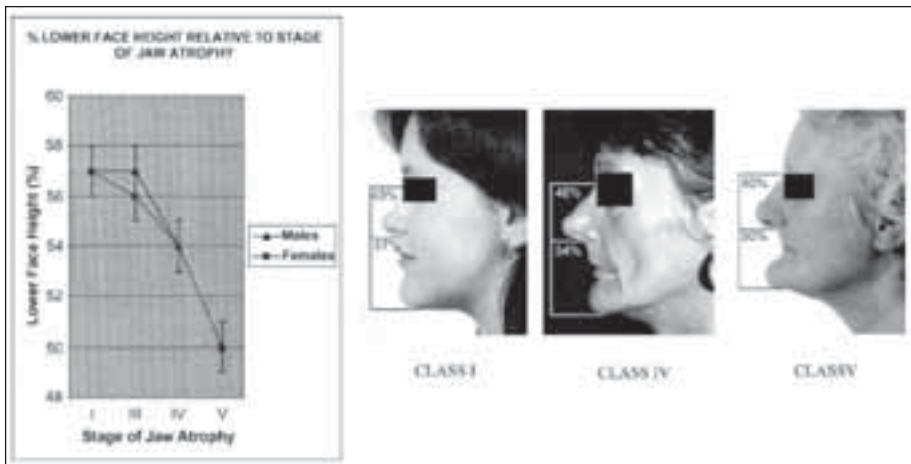 % LOWER FACE HEIGHT RELATIVE TO STAGE
OF JAW ATROPHY
Lower Face Height (%)
60
58
56
54
52
50
48
I III IV V
Stage of Jaw Atrophy
Males
Females
43%
57
CLASS I
46%
54%
CLASS IV
50%
50%
CLASSV